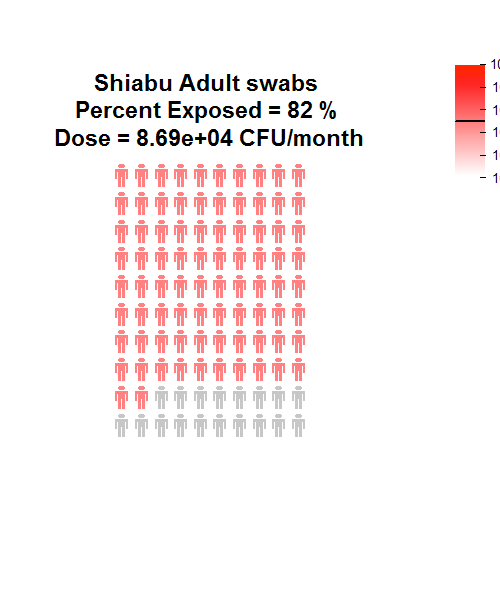 Shiabu Adult swabs
Percent Exposed = 82 %
Dose = 8.69e+04 CFU/month